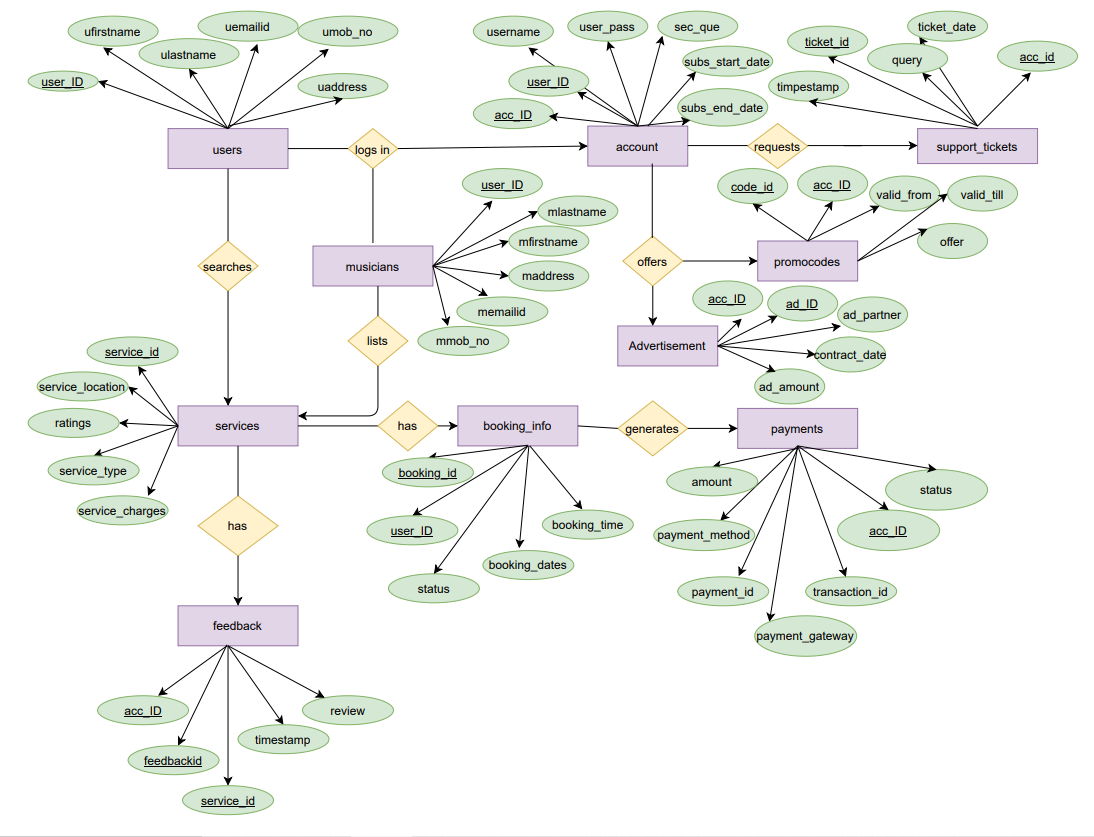 ufirstname
uemailid
umob_no
ulastname
user_ID
uaddress
users
logs in
username
user_pass
sec_que
subs_start_date
user_ID
subs_end_date
acc_ID
account
requests
ticket_date
ticket_id
query
acc_id
timpestamp
support_tickets
user_ID
mlastname
mfirstname
maddress
memailid
mmob_no
musicians
searches
lists
offers
code_id
acc_ID
valid_from
valid_till
offer
promocodes
acc_ID
ad_ID
ad_partner
contract_date
ad_amount
Advertisement
service_id
service_location
ratings
service_type
service_charges
services
has
booking_info
generates
payments
booking_id
user_ID
status
booking_dates
booking_time
amount
payment_method
payment_id
payment_gateway
transaction_id
acc_ID
status
has
feedback
acc_ID
feedbackid
service_id
timestamp
review